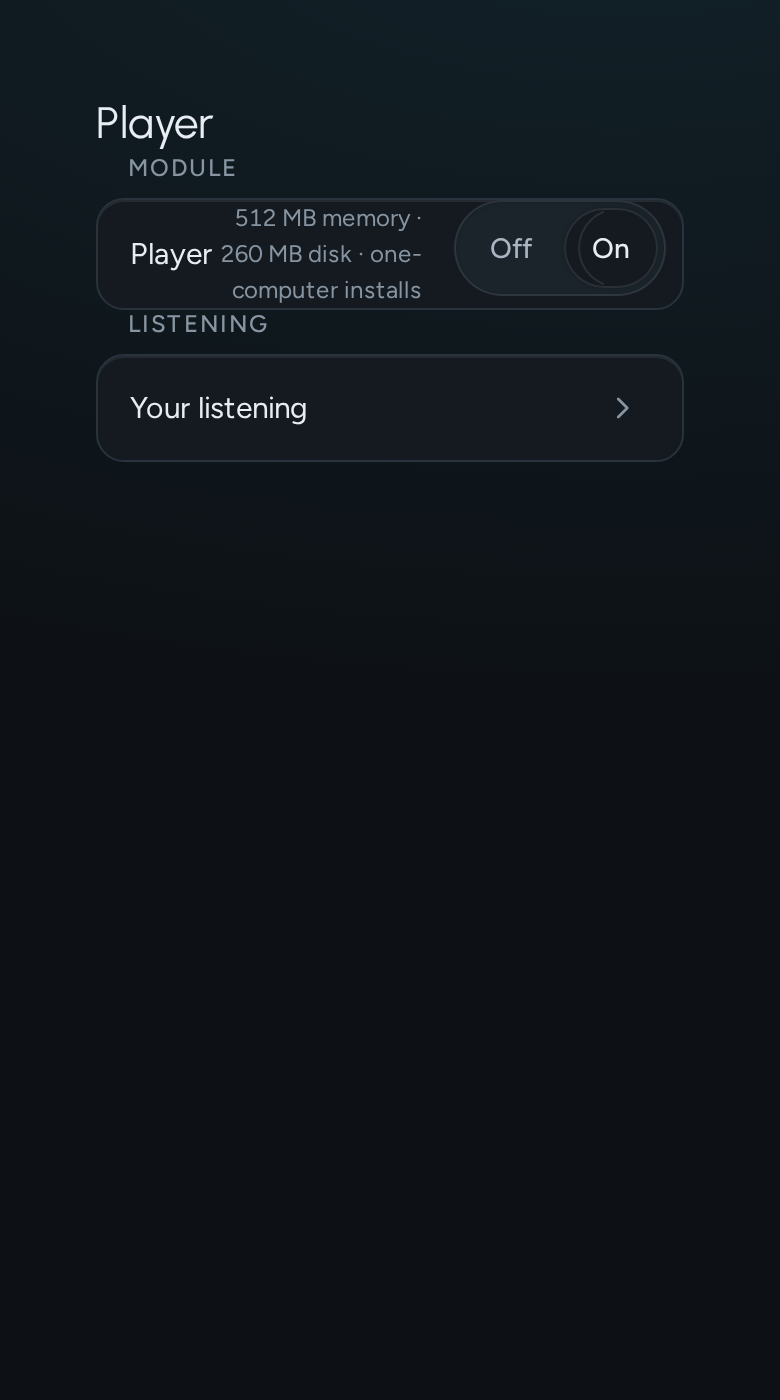 Player
MODULE
Player
512 MB memory ·
260 MB disk · one-
computer installs
Off
On
LISTENING
Your listening